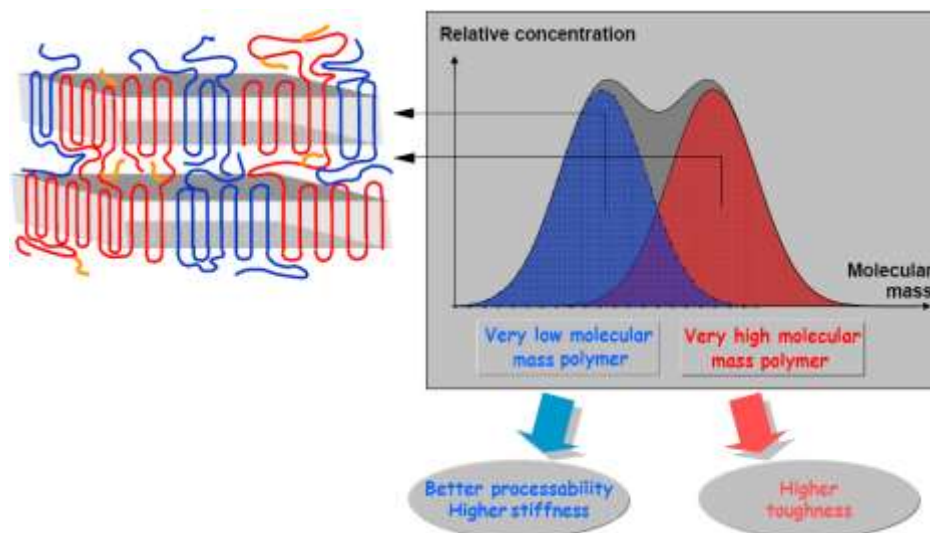 Relative concentration
Molecular
mass
Very low molecular
mass polymer
Very high molecular
mass polymer
Better processability
Higher stiffness
Higher
toughness